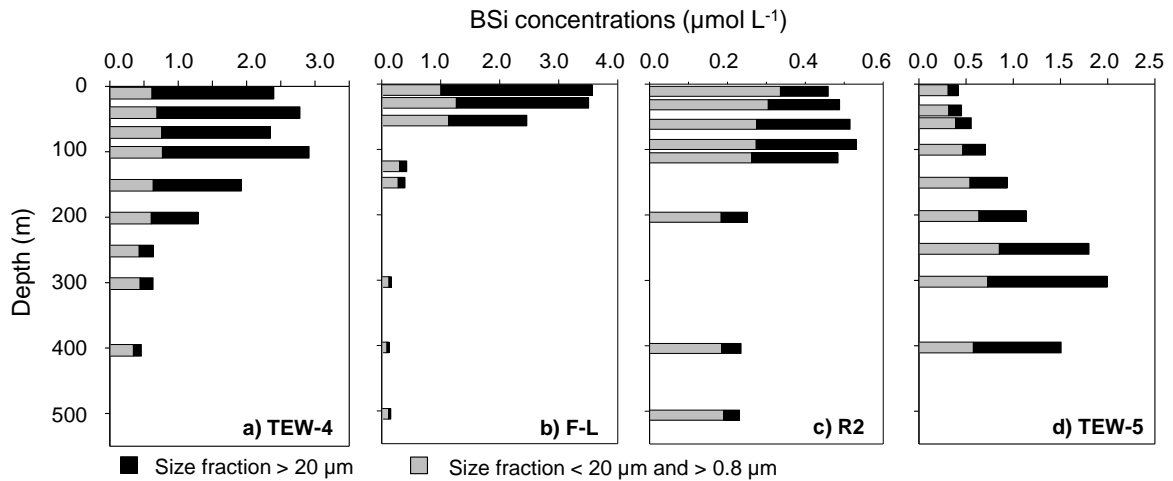 BSi concentrations (µmol L-1)
0.0 1.0 2.0 3.0
0.0 1.0 2.0 3.0 4.0
0.0 0.2 0.4 0.6
0.0 0.5 1.0 1.5 2.0 2.5
Depth (m)
0
100
200
300
400
500
a) TEW-4
b) F-L
c) R2
d) TEW-5
Size fraction > 20 µm
Size fraction < 20 µm and > 0.8 µm